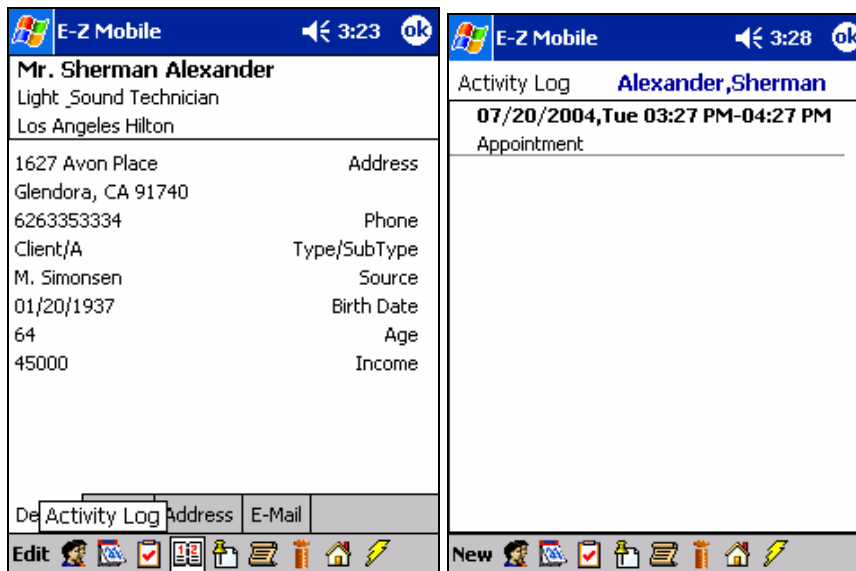 E-Z Mobile 3:23 ok
Mr. Sherman Alexander
Light _Sound Technician
Los Angeles Hilton
1627 Avon Place Address
Glendora, CA 91740
6263353334 Phone
Client/A Type/SubType
M. Simonsen Source
01/20/1937 Birth Date
64 Age
45000 Income
De Activity Log Address E-Mail
Edit
E-Z Mobile 3:28 ok
Activity Log Alexander,Sherman
07/20/2004,Tue 03:27 PM-04:27 PM
Appointment
New